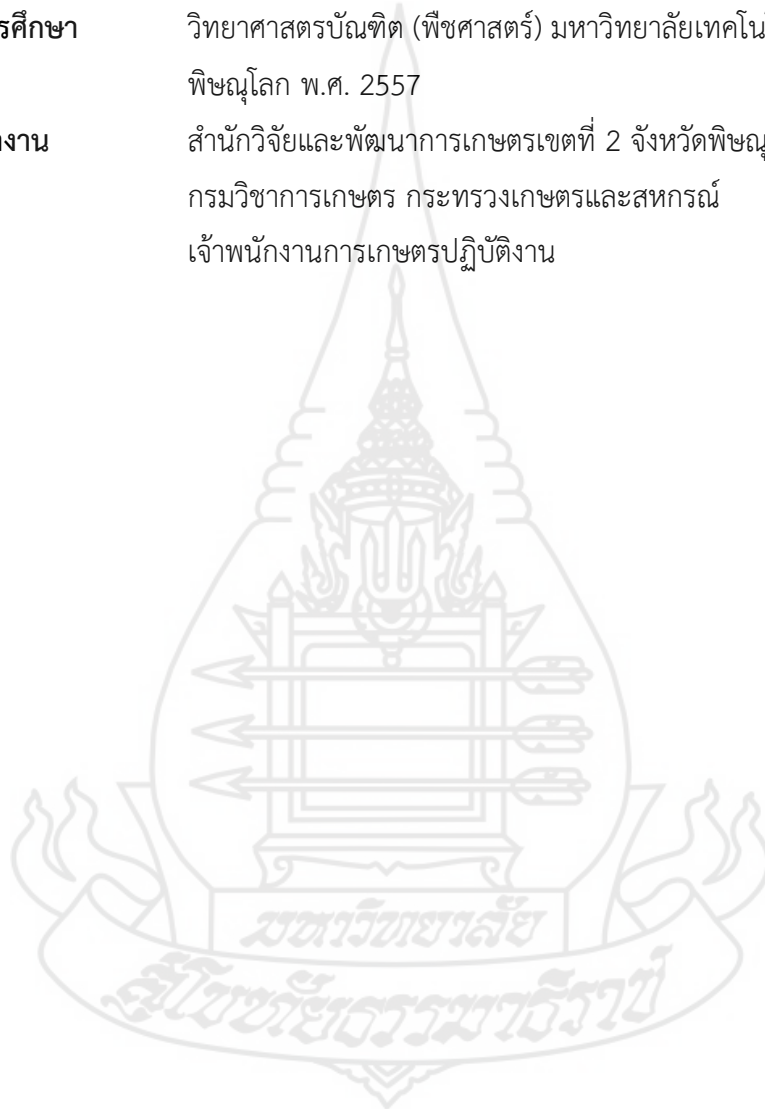 รศึกษา วิทยาศาสตรบัณฑิต (พืชศาสตร์) มหาวิทยาลัยเทคโน
พิษณุโลก พ.ศ. 2557
งาน สำนักวิจัยและพัฒนาการเกษตรเขตที่ 2 จังหวัดพิษณุ
กรมวิชาการเกษตร กระทรวงเกษตรและสหกรณ์
เจ้าพนักงานการเกษตรปฏิบัติงาน
มหาวิทยาลัย
สุโขทัยธรรมาธิราช